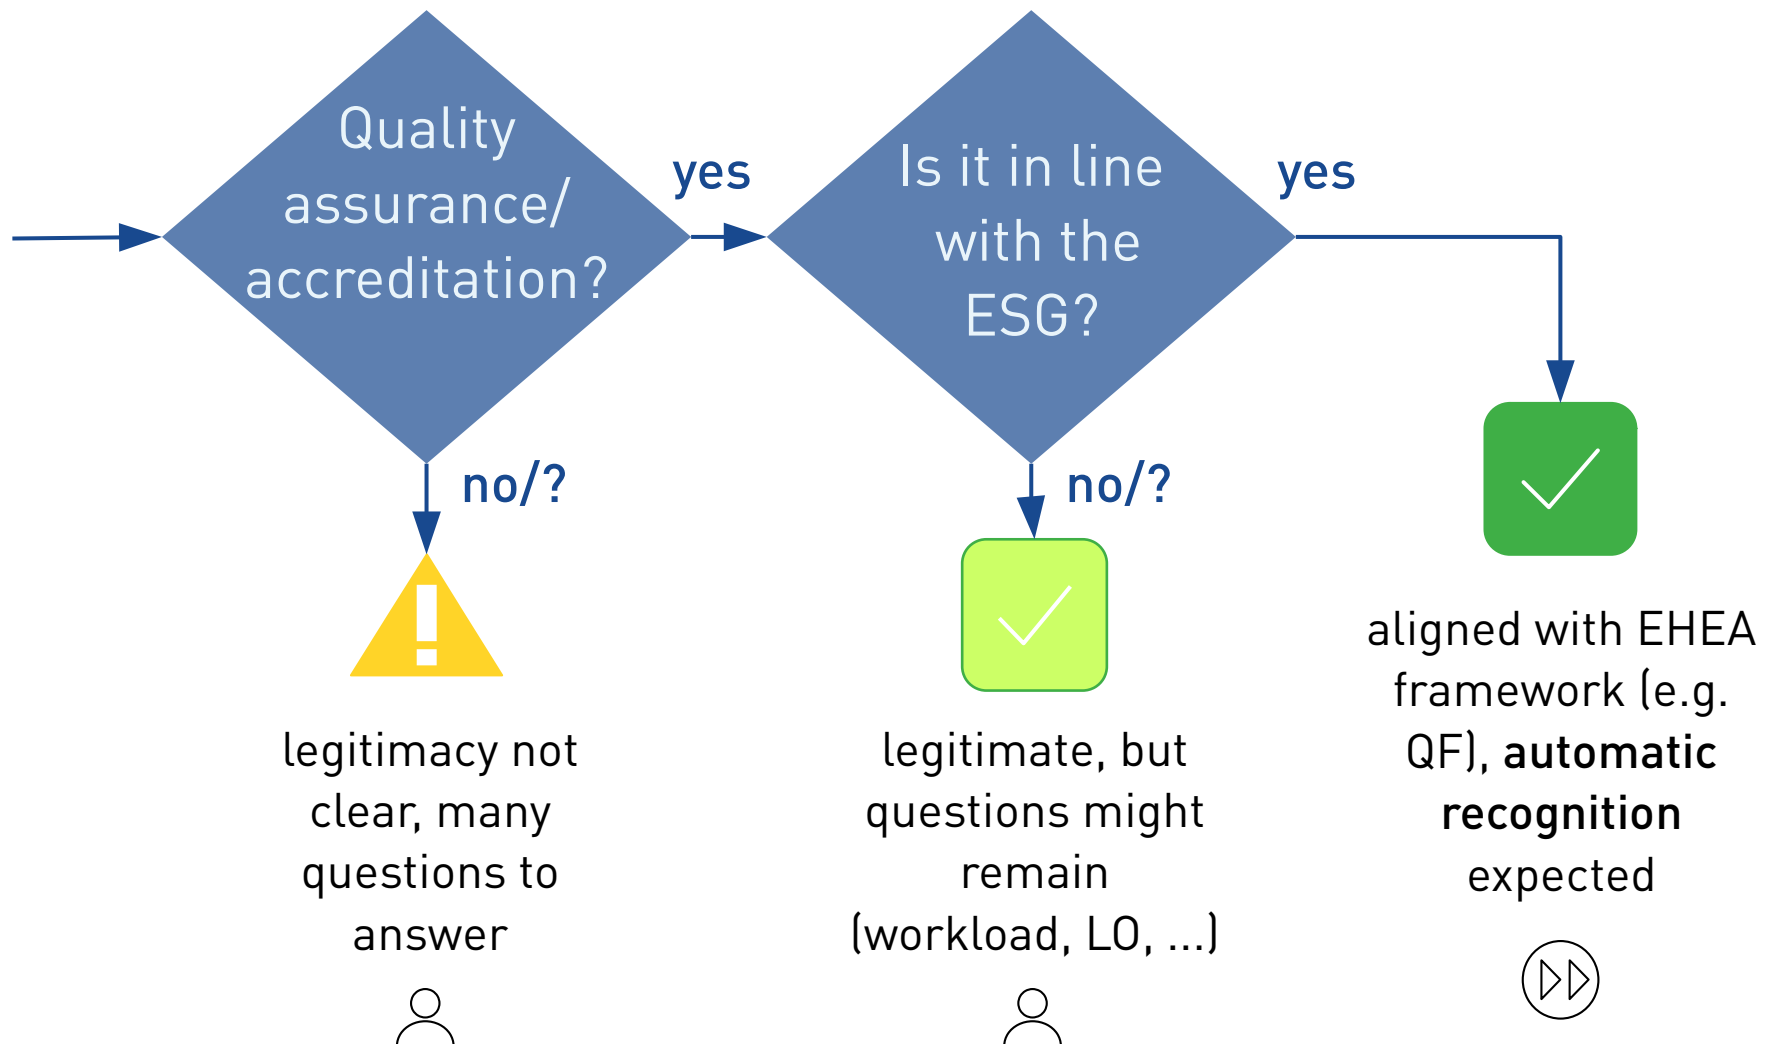 Quality
assurance/
accreditation?
yes
no/?
Is it in line
with the
ESG?
yes
no/?
legitimacy not
clear, many
questions to
answer
legitimate, but
questions might
remain
(workload, LO, ...)
aligned with EHEA
framework (e.g.
QF), automatic
recognition
expected